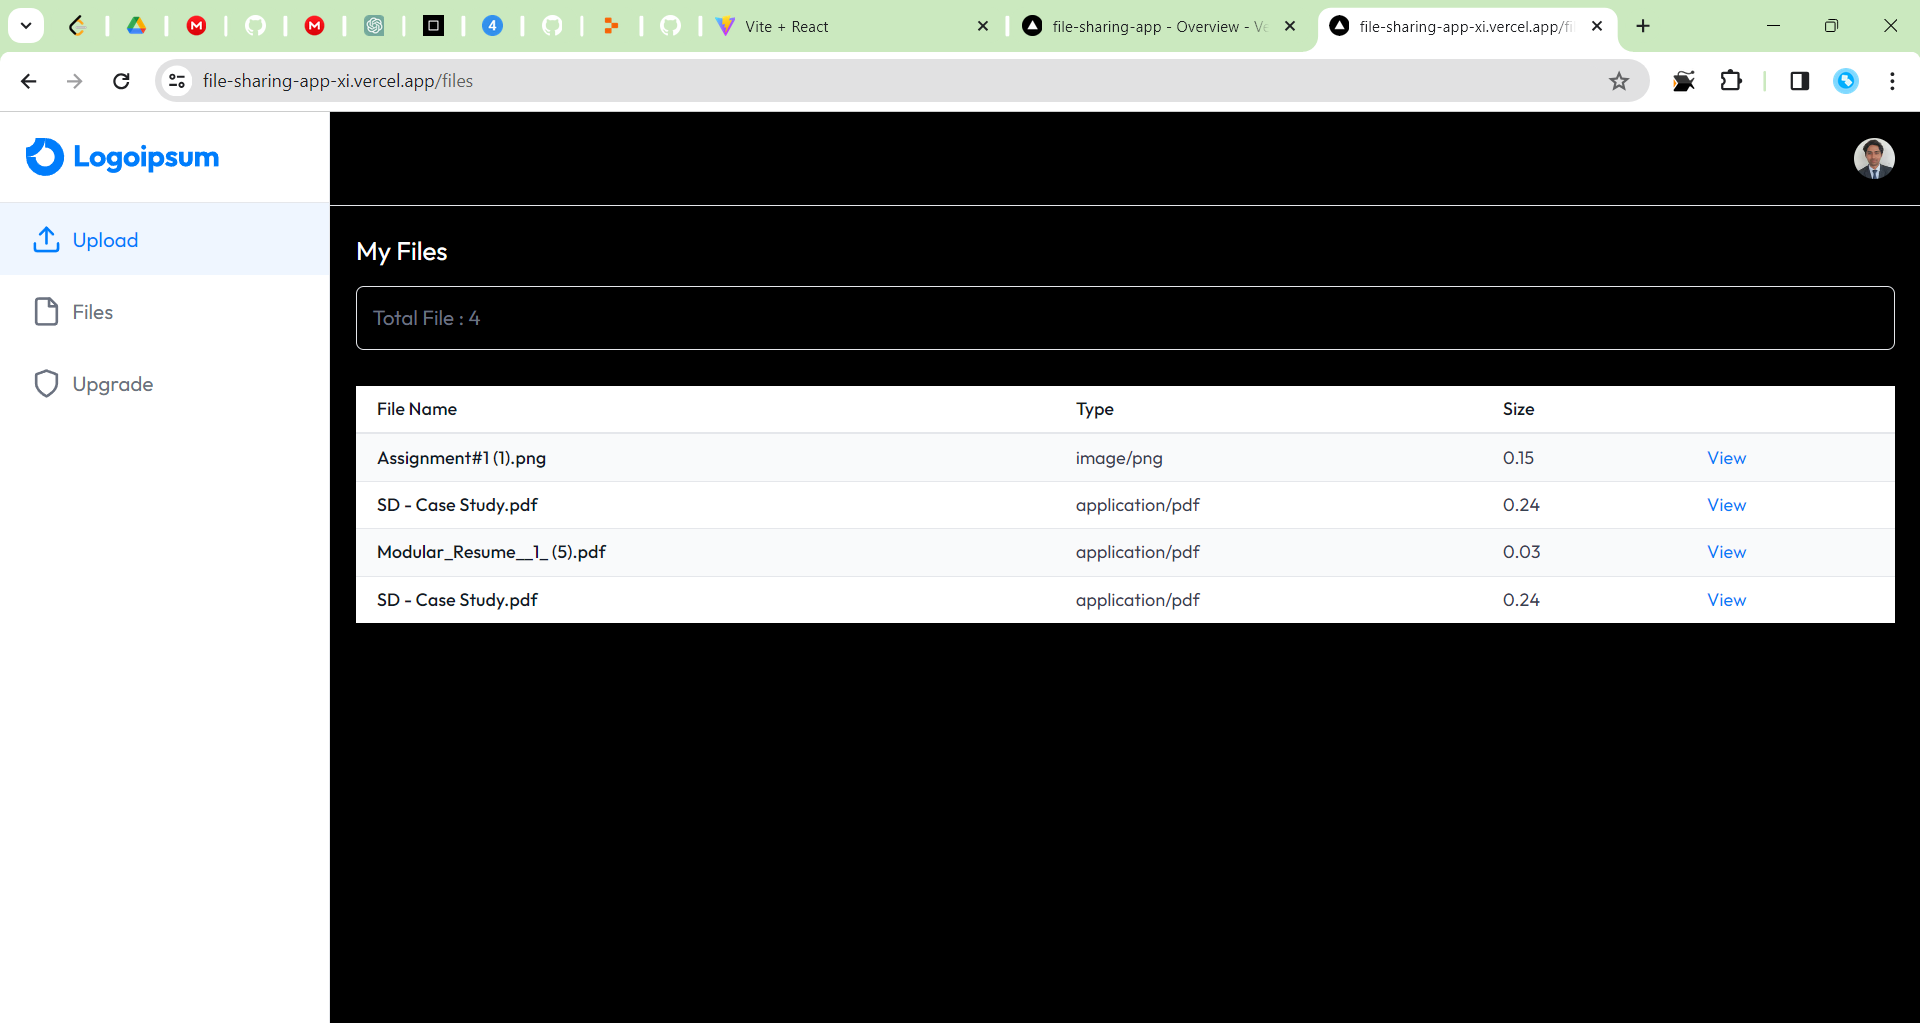 Vite + React
file-sharing-app - Overview - Ve
file-sharing-app-xi.vercel.app/fi
file-sharing-app-xi.vercel.app/files
Logoipsum
Upload
Files
Upgrade
My Files
Total File : 4
File Name Type Size
Assignment#1 (1).png image/png 0.15 View
SD - Case Study.pdf application/pdf 0.24 View
Modular_Resume__1_ (5).pdf application/pdf 0.03 View
SD - Case Study.pdf application/pdf 0.24 View